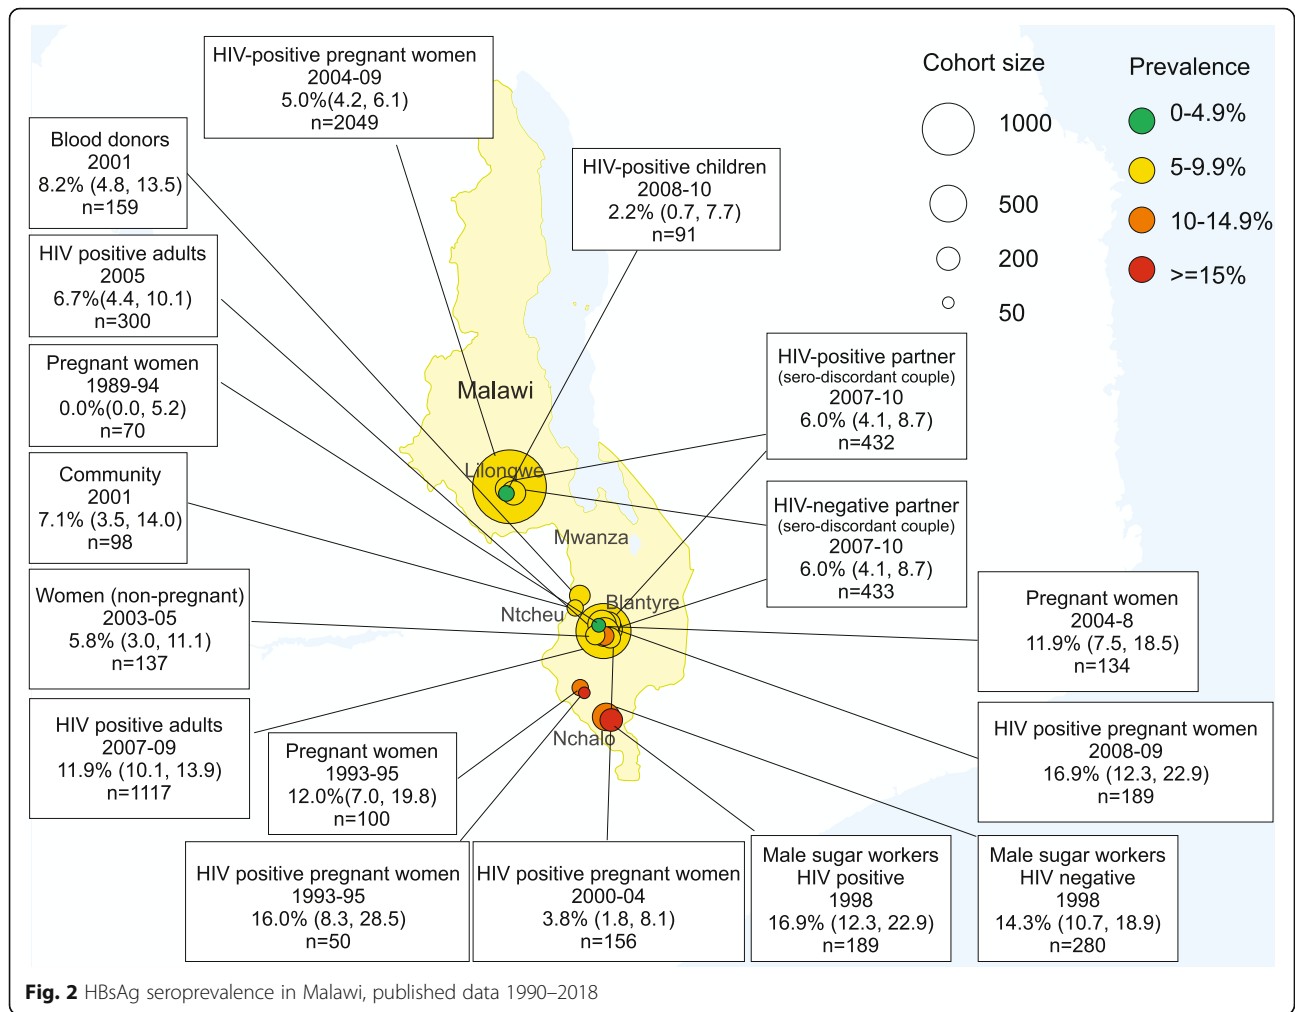 HIV-positive pregnant women
2004-09
5.0%(4.2, 6.1)
n=2049
Cohort size
1000
500
200
50
Prevalence
0-4.9%
5-9.9%
10-14.9%
>=15%
Blood donors
2001
8.2% (4.8, 13.5)
n=159
HIV-positive children
2008-10
2.2% (0.7, 7.7)
n=91
HIV positive adults
2005
6.7%(4.4, 10.1)
n=300
Pregnant women
1989-94
0.0%(0.0, 5.2)
n=70
HIV-positive partner
(sero-discordant couple)
2007-10
6.0% (4.1, 8.7)
n=432
Malawi
Lilongwe
Mwanza
Ntcheu
Blantyre
Nchalo
Community
2001
7.1% (3.5, 14.0)
n=98
HIV-negative partner
(sero-discordant couple)
2007-10
6.0% (4.1, 8.7)
n=433
Women (non-pregnant)
2003-05
5.8% (3.0, 11.1)
n=137
Pregnant women
2004-8
11.9% (7.5, 18.5)
n=134
HIV positive adults
2007-09
11.9% (10.1, 13.9)
n=1117
Pregnant women
1993-95
12.0%(7.0, 19.8)
n=100
HIV positive pregnant women
2008-09
16.9% (12.3, 22.9)
n=189
HIV positive pregnant women
1993-95
16.0% (8.3, 28.5)
n=50
HIV positive pregnant women
2000-04
3.8% (1.8, 8.1)
n=156
Male sugar workers
HIV positive
1998
16.9% (12.3, 22.9)
n=189
Male sugar workers
HIV negative
1998
14.3% (10.7, 18.9)
n=280
Fig. 2 HBsAg seroprevalence in Malawi, published data 1990–2018